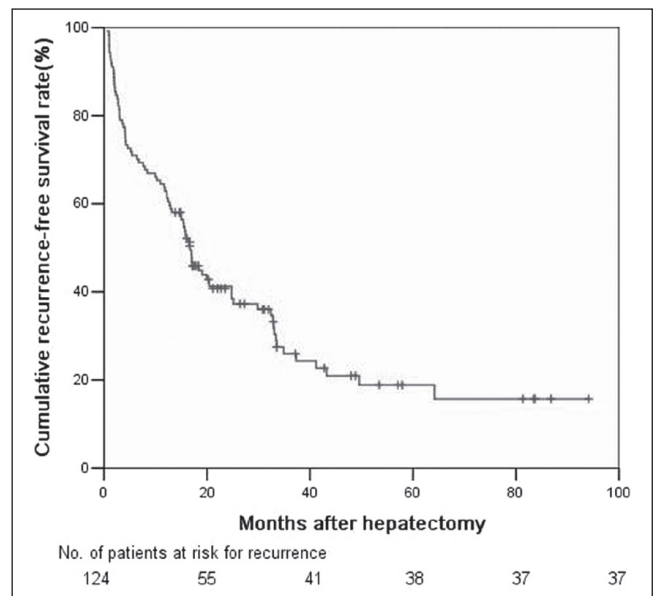 Cumulative recurrence-free survival rate(%)
100
80
60
40
20
0
0 20 40 60 80 100
Months after hepatectomy
No. of patients at risk for recurrence
124 55 41 38 37 37